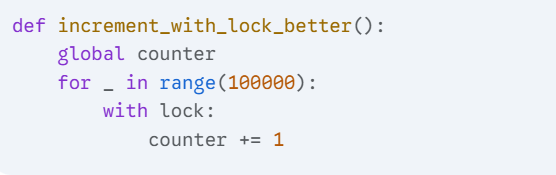 def increment_with_lock_better():
    global counter
    for _ in range(100000):
        with lock:
            counter += 1